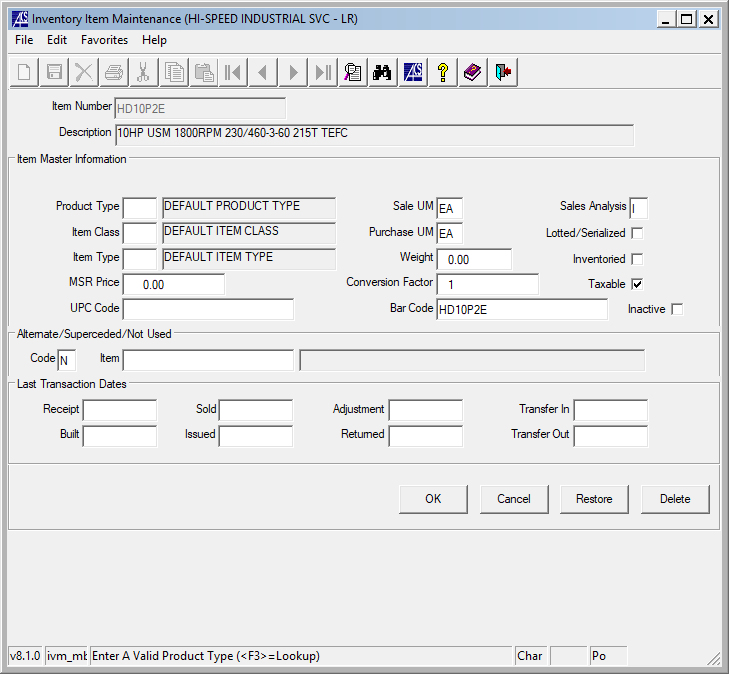 Inventory Item Maintenance (HI-SPEED INDUSTRIAL SVC - LR)
File Edit Favorites Help
Item Number HD10P2E
Description 10HP USM 1800RPM 230/460-3-60 215T TEFC
Item Master Information
Product Type DEFAULT PRODUCT TYPE Sale UM EA Sales Analysis I
Item Class DEFAULT ITEM CLASS Purchase UM EA Lotted/Serialized
Item Type DEFAULT ITEM TYPE Weight 0.00 Inventoried
MSR Price 0.00 Conversion Factor 1 Taxable
UPC Code Bar Code HD10P2E Inactive
Alternate/Superceded/Not Used
Code N Item
Last Transaction Dates
Receipt Sold Adjustment Transfer In
Built Issued Returned Transfer Out
OK Cancel Restore Delete
v8.1.0 ivm_mb Enter A Valid Product Type (<F3>=Lookup) Char Po